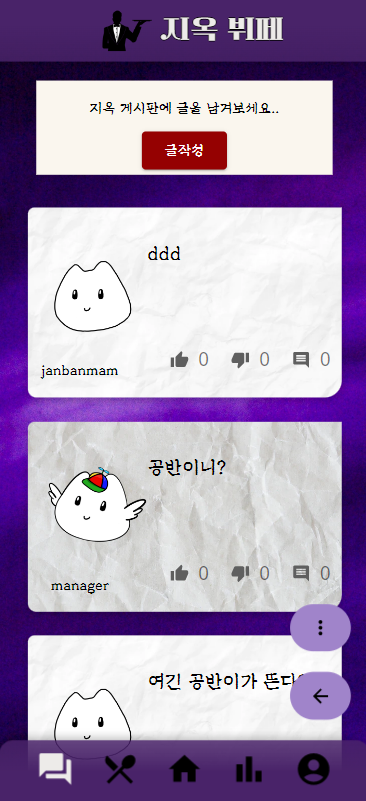 지옥 뷔페
지옥 게시판에 글을 남겨보세요..
글작성
ddd
janbanmam
0
0
0
공반이니?
manager
0
0
0
여긴 공반이가 뜬다